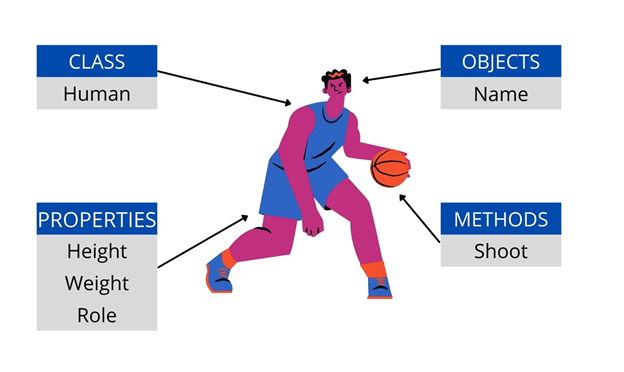 CLASS
Human
OBJECTS
Name
PROPERTIES
Height
Weight
Role
METHODS
Shoot